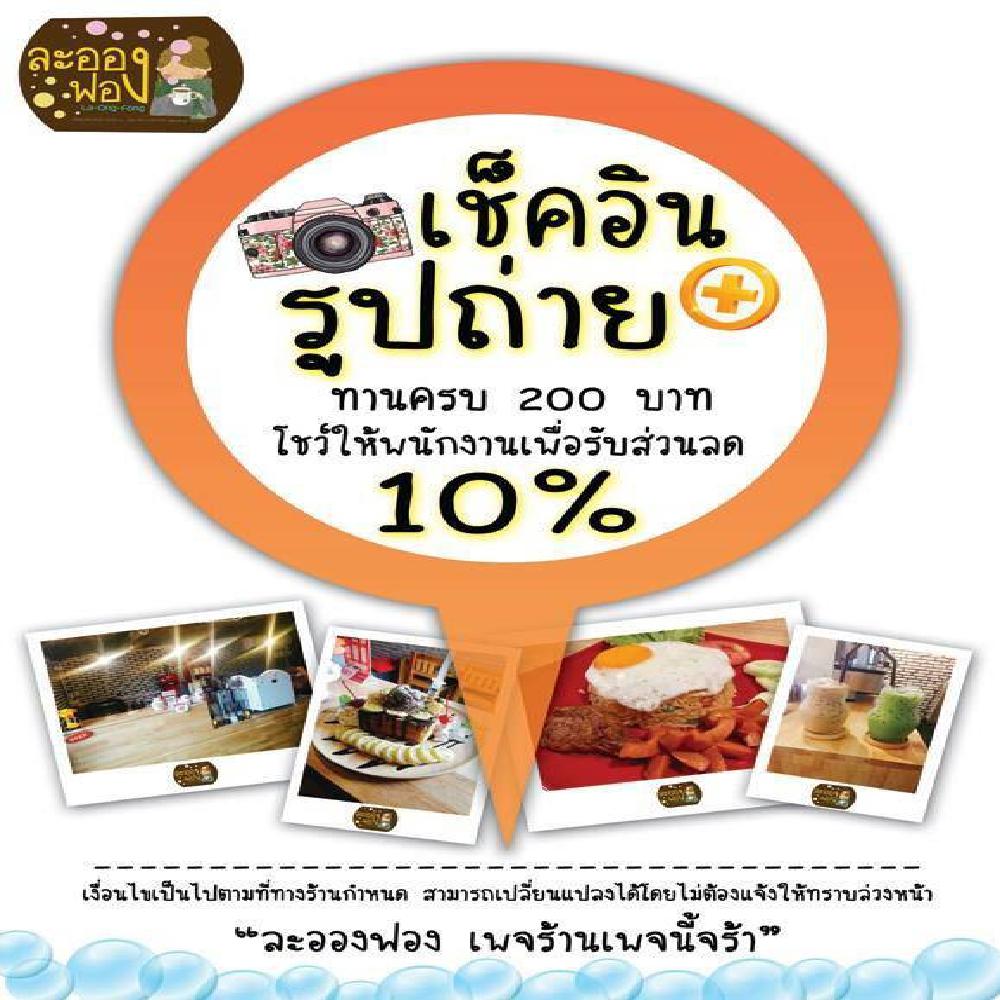 ละออง
ฟอง
La-Ong-Fong
เช็คอิน
รูปถ่าย
ทานครบ 200 บาท
โชว์ให้พนักงานเพื่อรับส่วนลด
10%
เงื่อนไขเป็นไปตามที่ทางร้านกำหนด สามารถเปลี่ยนแปลงได้โดยไม่ต้องแจ้งให้ทราบล่วงหน้า
“ละอองฟอง เพจร้านเพจนี้จร้า”